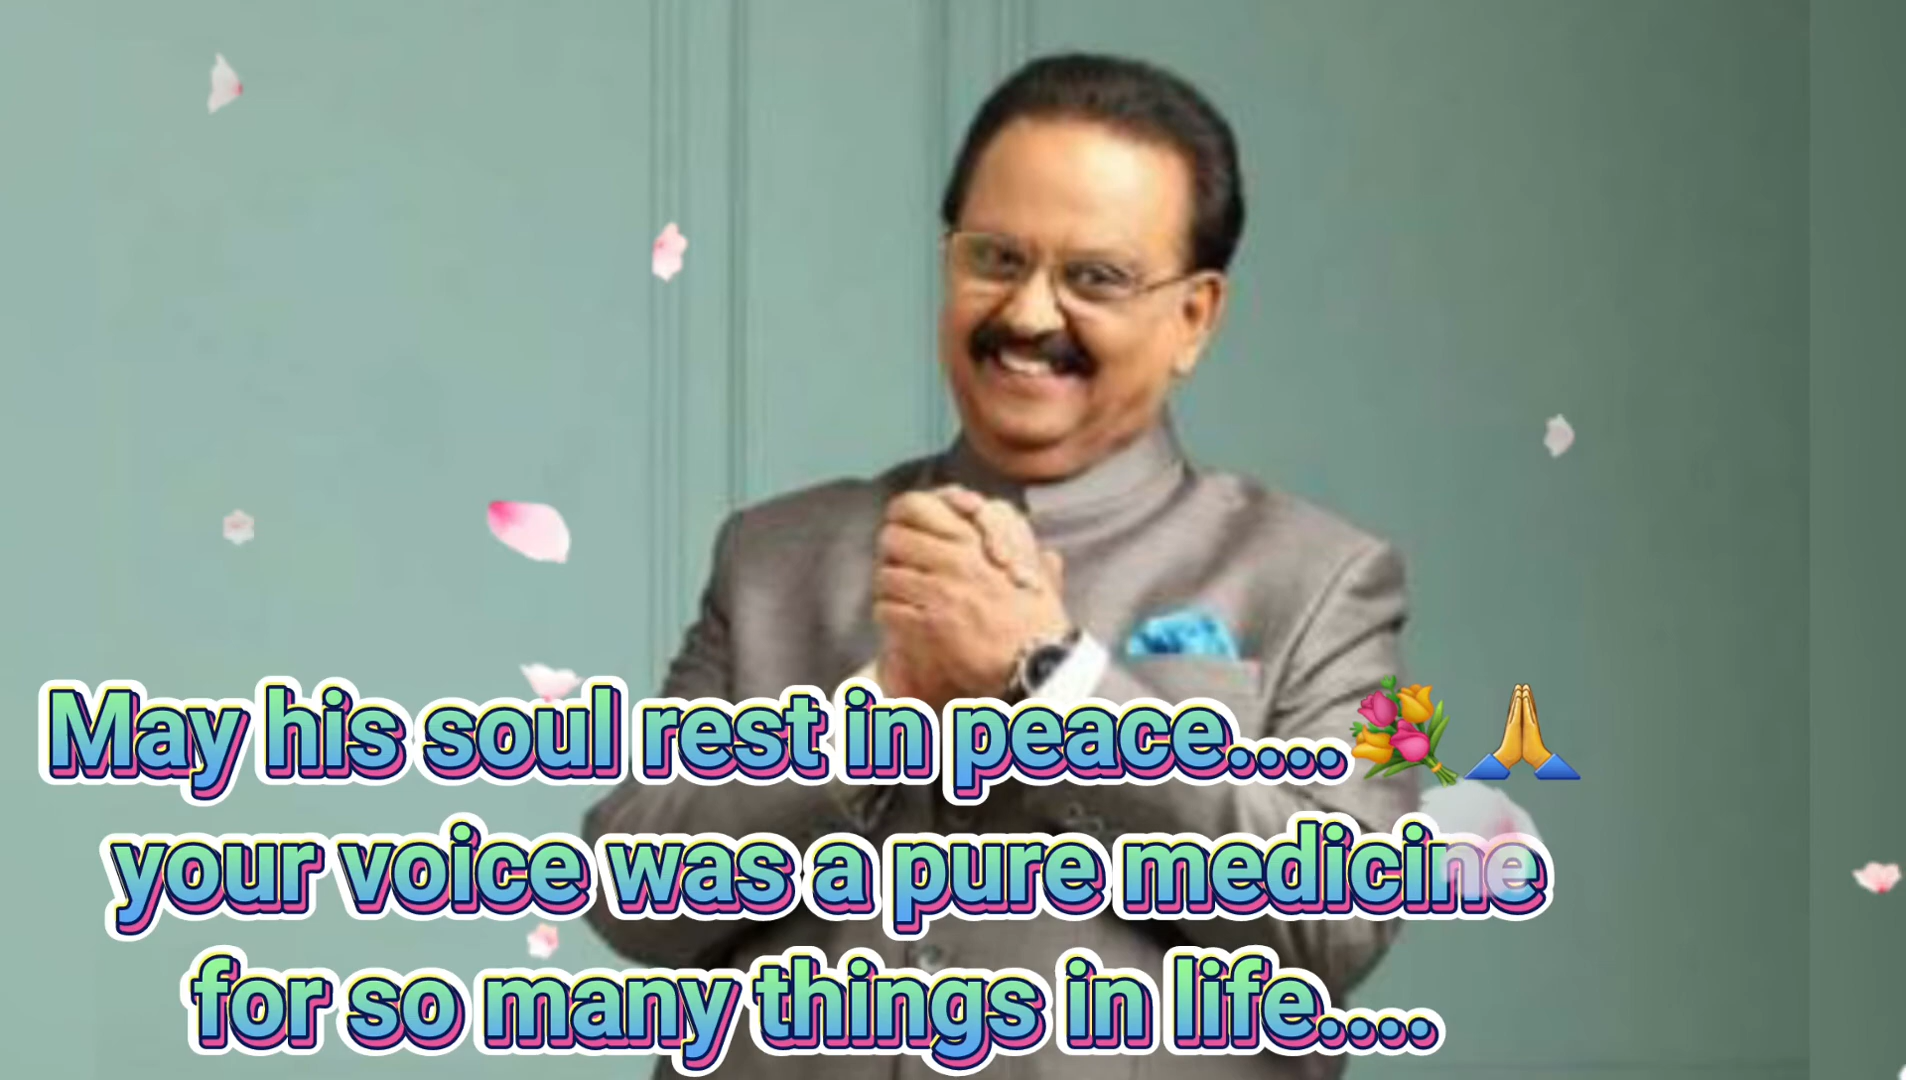 May his soul rest in peace....💐🙏
your voice was a pure medicine
for so many things in life....